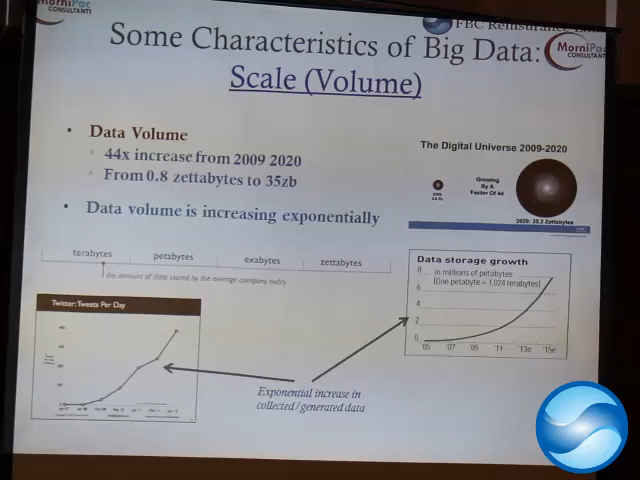 MorniPac
CONSULTANTS
FBC Reinsurance
Some Characteristics of Big Data:
MorniPac
CONSULTANTS
Scale (Volume)
• Data Volume
• 44x increase from 2009 2020
• From 0.8 zettabytes to 35zb
• Data volume is increasing exponentially
The Digital Universe 2009-2020
Growing
By A
Factor Of 44
2020: 35.2 Zettabytes
terabytes petabytes exabytes zettabytes
the amount of data stored by the average company today
Data storage growth
in millions of petabytes
[One petabyte = 1,024 terabytes]
8
6
4
2
0
'05 '07 '09 '11 '13e '15e
Twitter: Tweets Per Day
Exponential increase in
collected/generated data